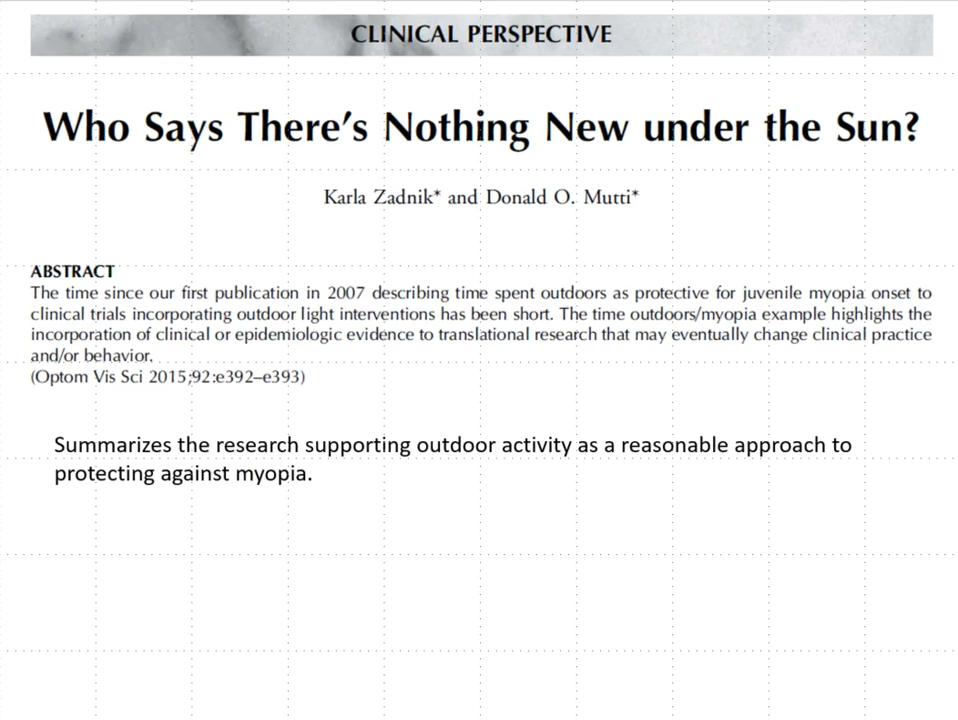 CLINICAL PERSPECTIVE
Who Says There's Nothing New under the Sun?
Karla Zadnik* and Donald O. Mutti*
ABSTRACT
The time since our first publication in 2007 describing time spent outdoors as protective for juvenile myopia onset to
clinical trials incorporating outdoor light interventions has been short. The time outdoors/myopia example highlights the
incorporation of clinical or epidemiologic evidence to translational research that may eventually change clinical practice
and/or behavior.
(Optom Vis Sci 2015;92:e392–e393)
Summarizes the research supporting outdoor activity as a reasonable approach to
protecting against myopia.